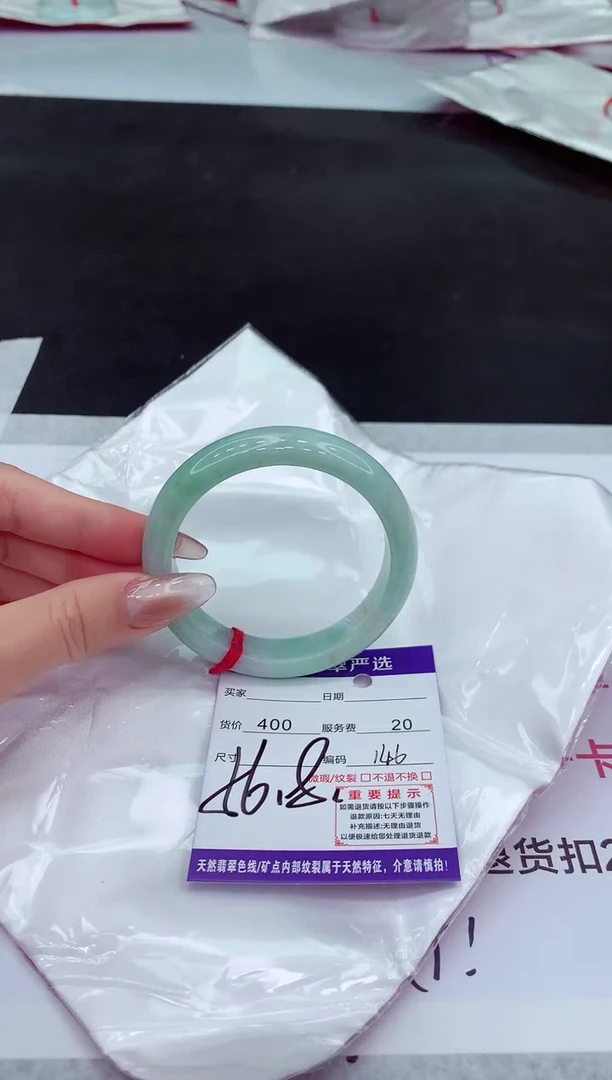 翠严选
买家 日期
货价 400 服务费 20
尺寸 编码 146
微瑕/纹裂 不退不换
重要提示
如需退货请按以下步骤操作
退款原因:七天无理由
补充描述:无理由退货
以便极速给您处理退货退款
天然翡翠色线/矿点内部纹裂属于天然特征，介意请慎拍!
卡
退货扣2
!